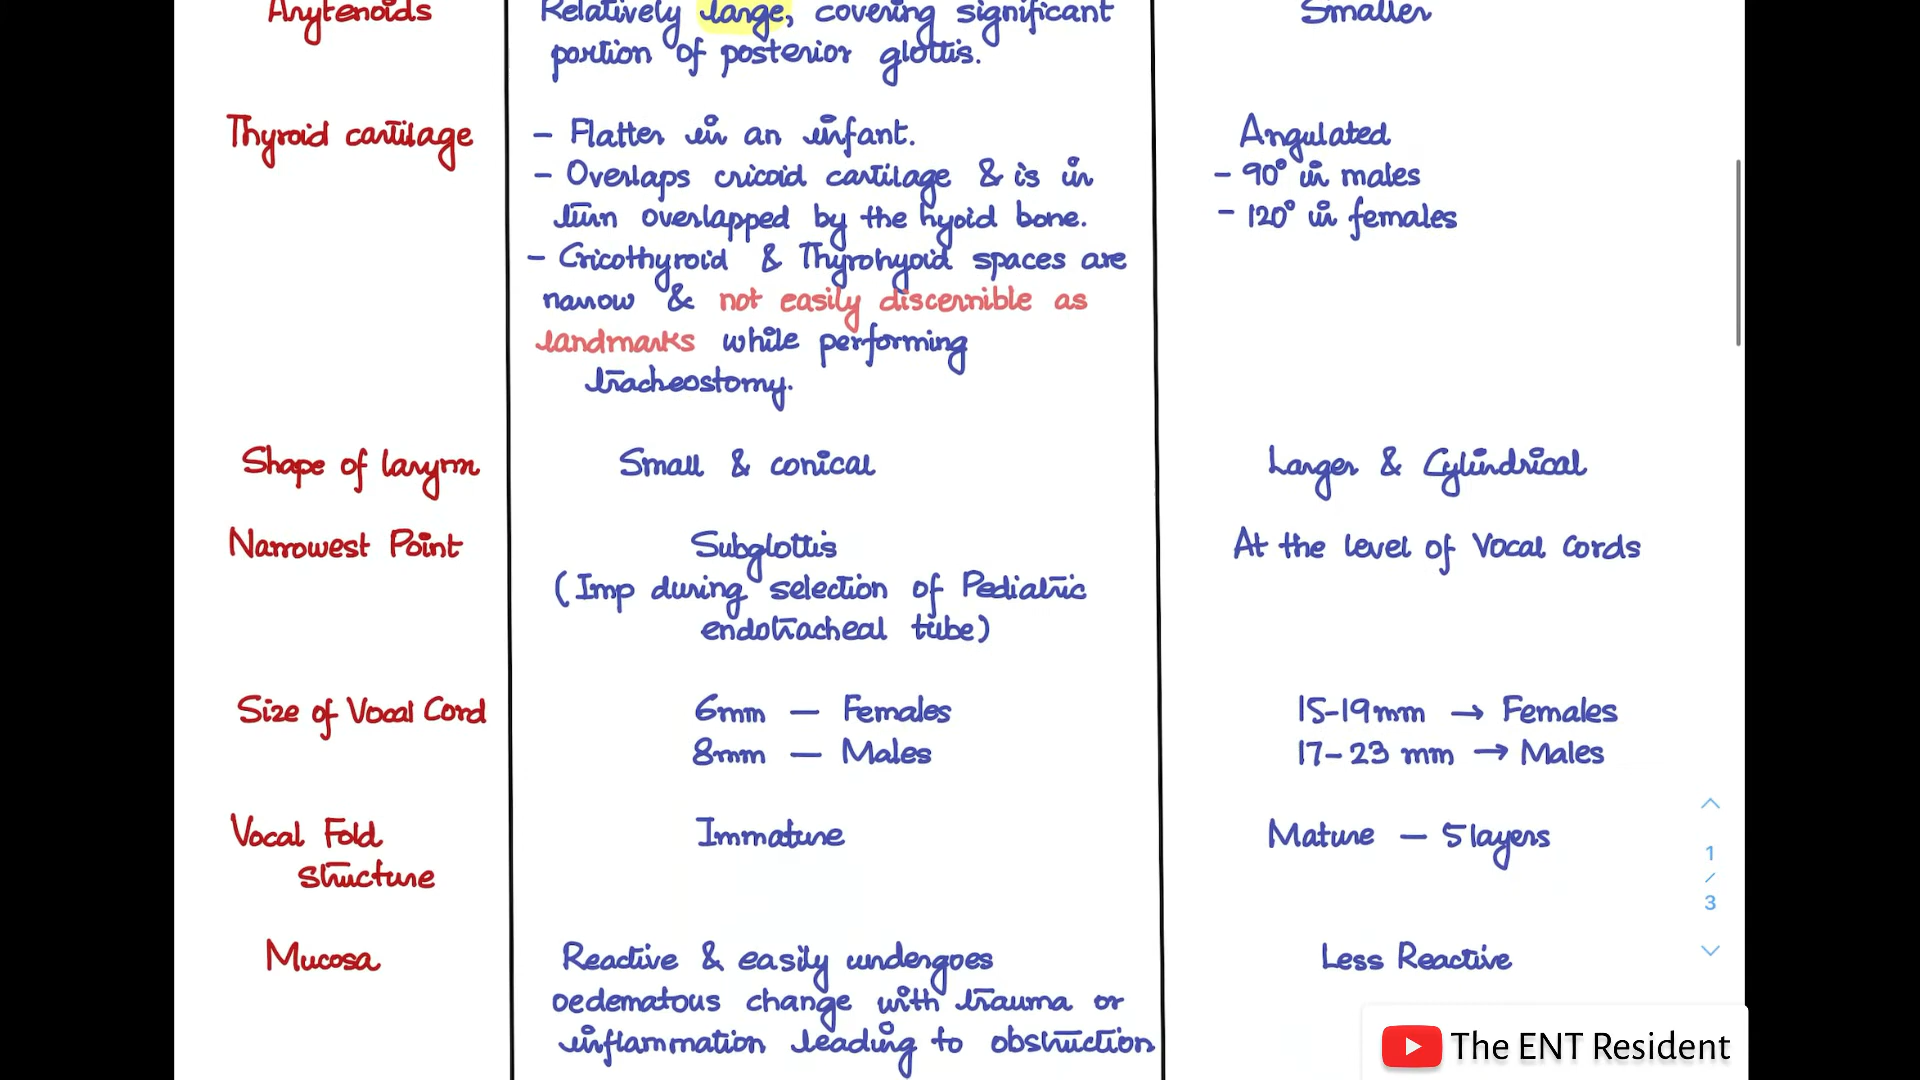 Arytenoids
Relatively large, covering significant
portion of posterior glottis.
Smaller
Thyroid cartilage
- Flatter in an infant.
- Overlaps cricoid cartilage & is in
turn overlapped by the hyoid bone.
- Cricothyroid & Thyrohyoid spaces are
narrow & not easily discernible as
landmarks while performing
tracheostomy.
Angulated
- 90° in males
- 120° in females
Shape of larynx
Small & conical
Larger & Cylindrical
Narrowest Point
Subglottis
(Imp during selection of Pediatric
endotracheal tube)
At the level of Vocal Cords
Size of Vocal Cord
6mm — Females
8mm — Males
15-19mm → Females
17-23 mm → Males
Vocal Fold
structure
Immature
Mature — 5 layers
Mucosa
Reactive & easily undergoes
oedematous change with trauma or
inflammation leading to obstruction
Less Reactive
1
/
3
The ENT Resident